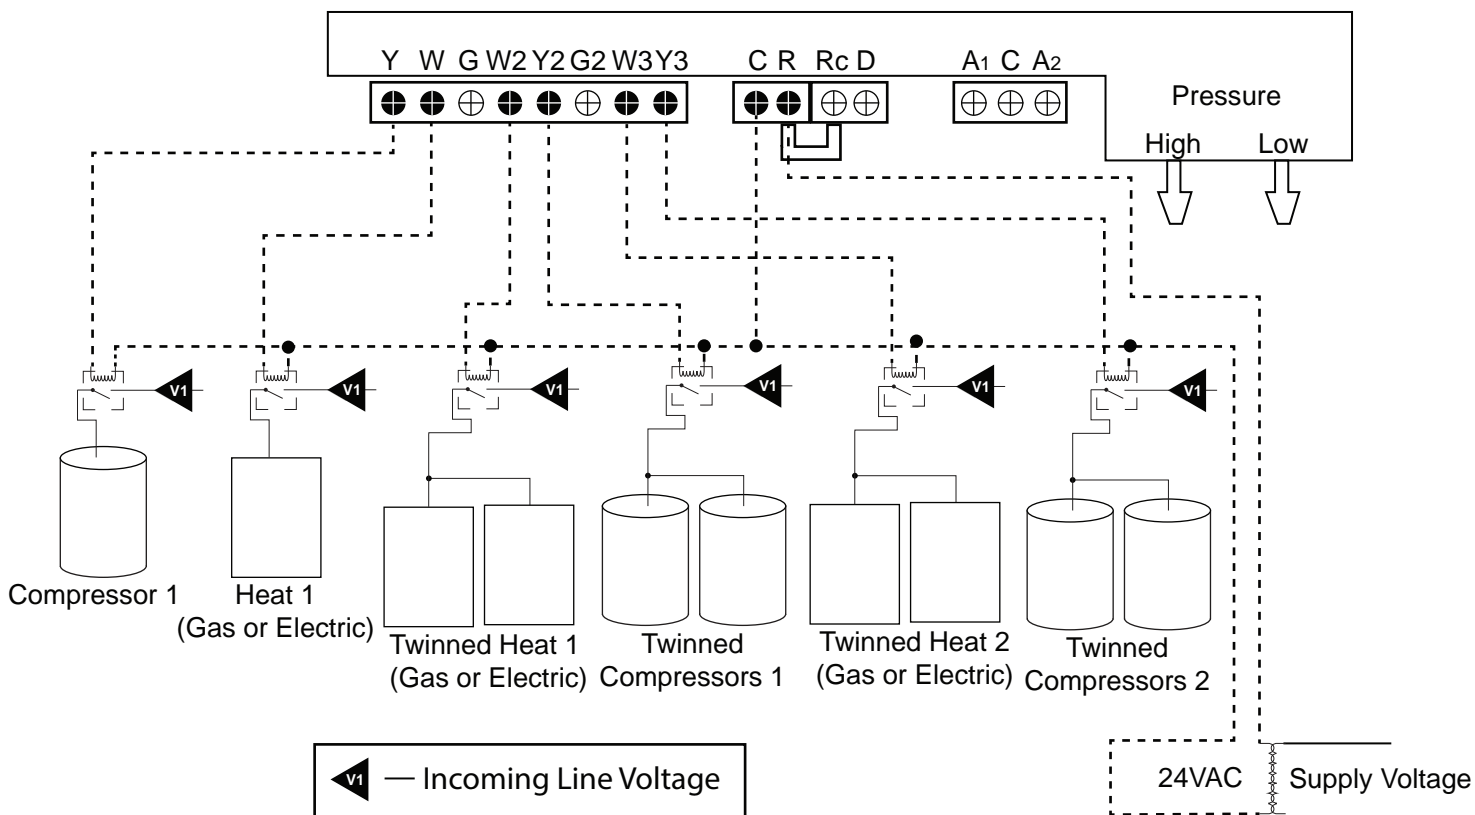 Y W G W2 Y2 G2 W3 Y3 C R Rc D A1 C A2
Pressure
High Low
V1 V1 V1 V1 V1 V1
Compressor 1
Heat 1
(Gas or Electric)
Twinned Heat 1
(Gas or Electric)
Twinned
Compressors 1
Twinned Heat 2
(Gas or Electric)
Twinned
Compressors 2
V1 — Incoming Line Voltage
24VAC Supply Voltage